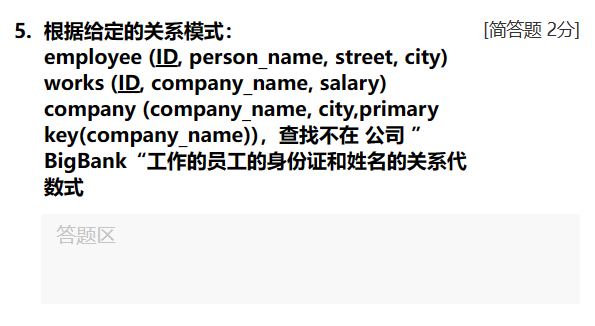 5. 根据给定的关系模式： [简答题 2分]
employee (ID, person_name, street, city)
works (ID, company_name, salary)
company (company_name, city,primary
key(company_name))，查找不在 公司 ”
BigBank “工作的员工的身份证和姓名的关系代
数式
答题区